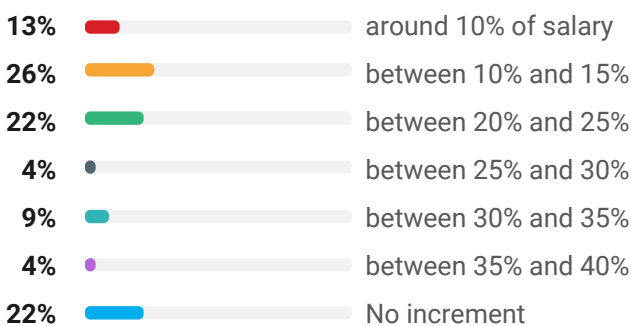 13% around 10% of salary
26% between 10% and 15%
22% between 20% and 25%
4% between 25% and 30%
9% between 30% and 35%
4% between 35% and 40%
22% No increment